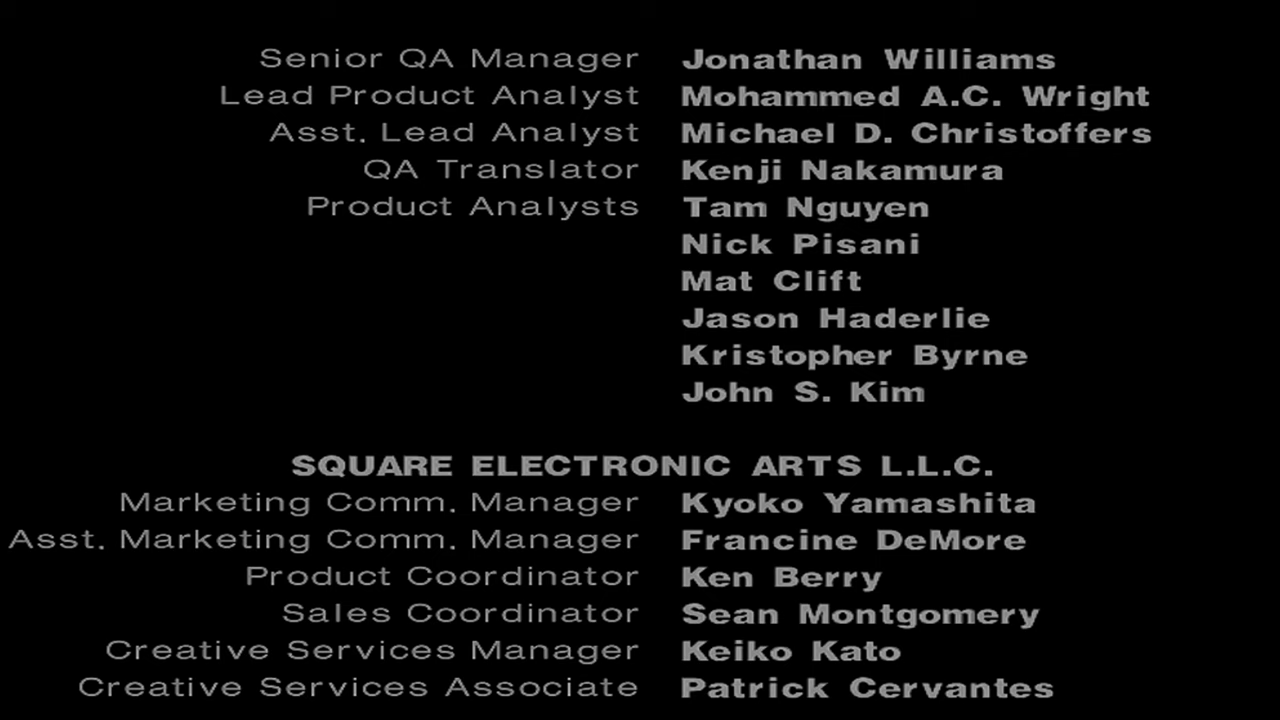 Senior QA Manager Jonathan Williams
Lead Product Analyst Mohammed A.C. Wright
Asst. Lead Analyst Michael D. Christoffers
QA Translator Kenji Nakamura
Product Analysts Tam Nguyen
Nick Pisani
Mat Clift
Jason Haderlie
Kristopher Byrne
John S. Kim
SQUARE ELECTRONIC ARTS L.L.C.
Marketing Comm. Manager Kyoko Yamashita
Asst. Marketing Comm. Manager Francine DeMore
Product Coordinator Ken Berry
Sales Coordinator Sean Montgomery
Creative Services Manager Keiko Kato
Creative Services Associate Patrick Cervantes